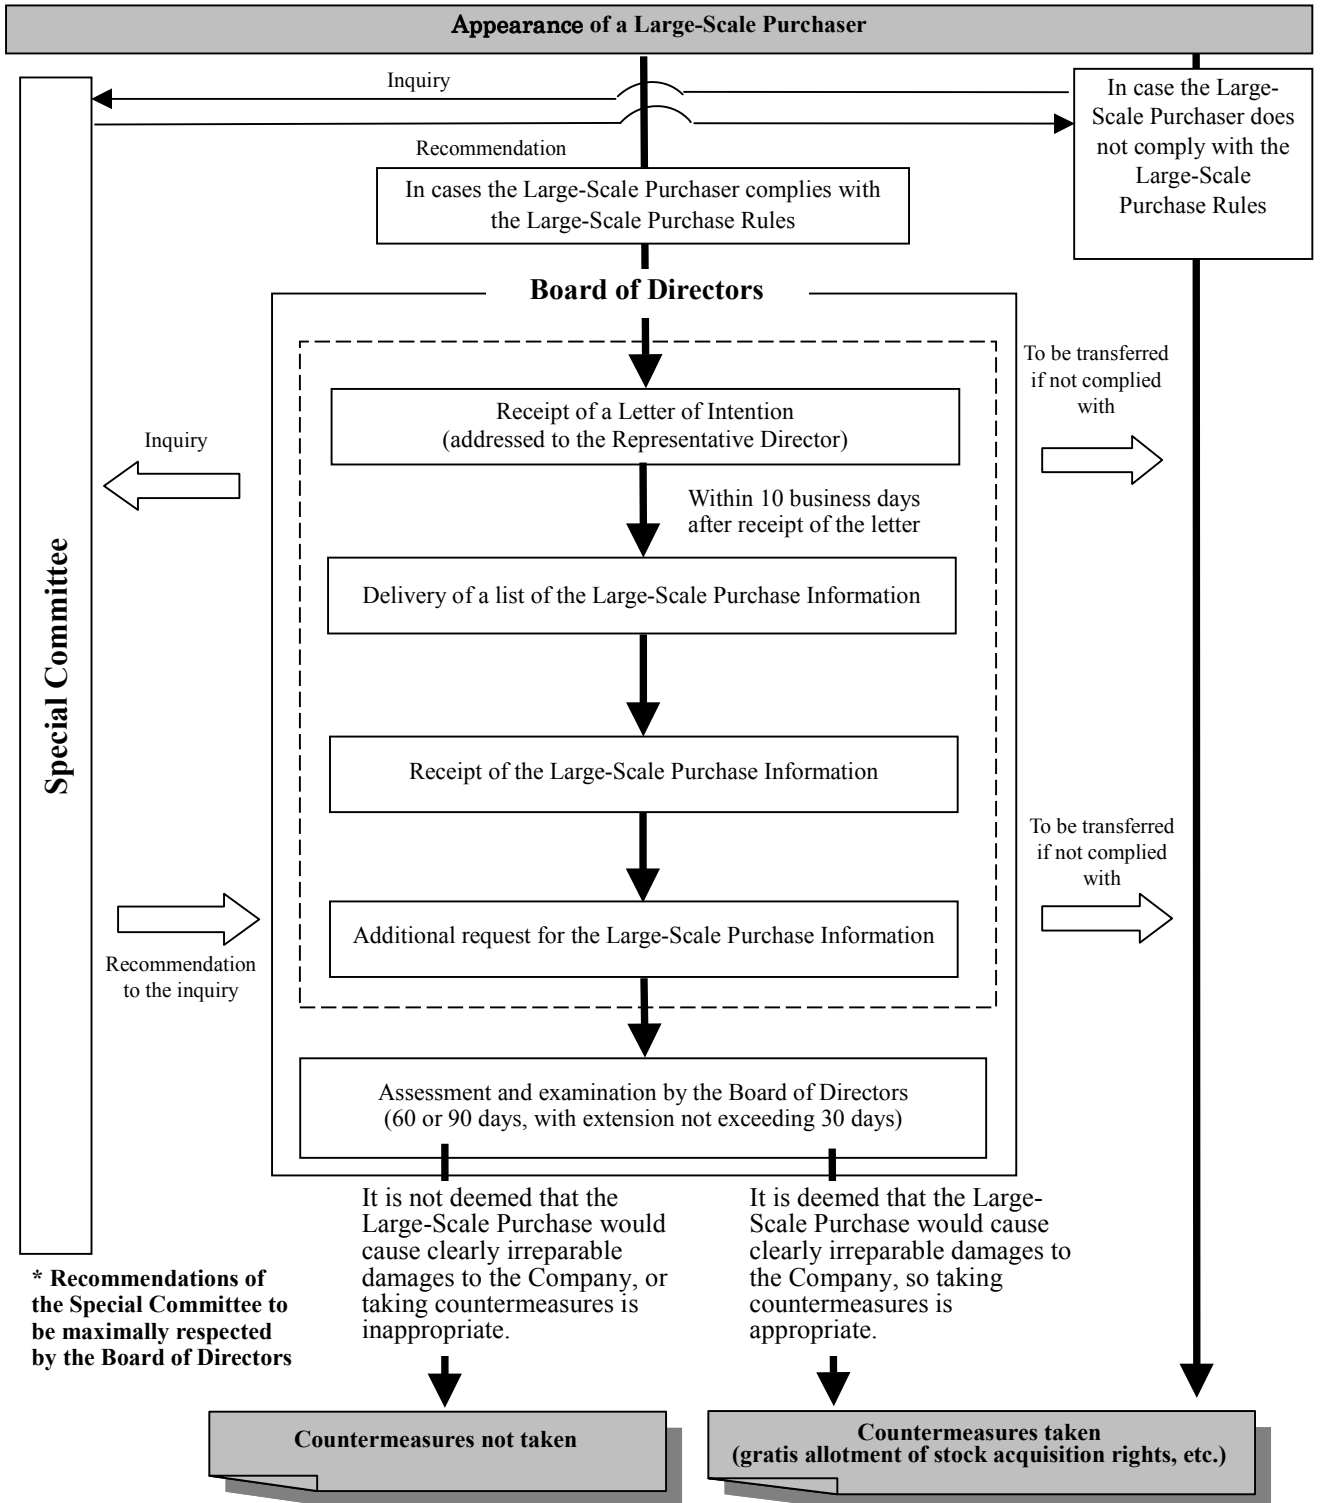 Appearance of a Large-Scale Purchaser
Inquiry
Recommendation
In case the Large-
Scale Purchaser does
not comply with the
Large-Scale
Purchase Rules
In cases the Large-Scale Purchaser complies with
the Large-Scale Purchase Rules
Board of Directors
To be transferred
if not complied
with
Receipt of a Letter of Intention
(addressed to the Representative Director)
Inquiry
Within 10 business days
after receipt of the letter
Delivery of a list of the Large-Scale Purchase Information
Special Committee
Receipt of the Large-Scale Purchase Information
To be transferred
if not complied
with
Additional request for the Large-Scale Purchase Information
Recommendation
to the inquiry
Assessment and examination by the Board of Directors
(60 or 90 days, with extension not exceeding 30 days)
It is not deemed that the
Large-Scale Purchase would
cause clearly irreparable
damages to the Company, or
taking countermeasures is
inappropriate.
It is deemed that the Large-
Scale Purchase would cause
clearly irreparable damages to
the Company, so taking
countermeasures is
appropriate.
* Recommendations of
the Special Committee to
be maximally respected
by the Board of Directors
Countermeasures not taken
Countermeasures taken
(gratis allotment of stock acquisition rights, etc.)